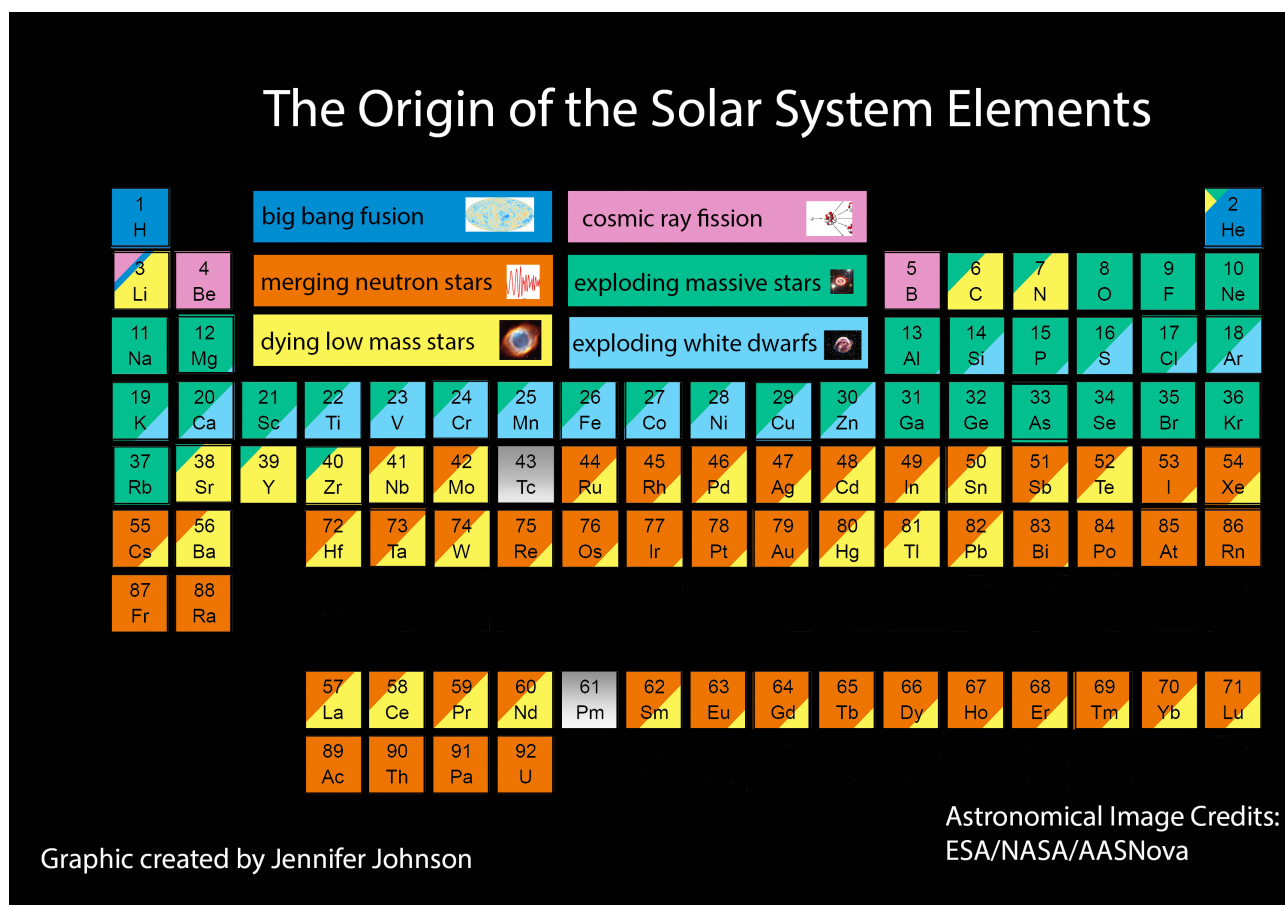 The Origin of the Solar System Elements
1
H
big bang fusion
cosmic ray fission
2
He
3
Li
4
Be
merging neutron stars
exploding massive stars
5
B
6
C
7
N
8
O
9
F
10
Ne
11
Na
12
Mg
dying low mass stars
exploding white dwarfs
13
Al
14
Si
15
P
16
S
17
Cl
18
Ar
19
K
20
Ca
21
Sc
22
Ti
23
V
24
Cr
25
Mn
26
Fe
27
Co
28
Ni
29
Cu
30
Zn
31
Ga
32
Ge
33
As
34
Se
35
Br
36
Kr
37
Rb
38
Sr
39
Y
40
Zr
41
Nb
42
Mo
43
Tc
44
Ru
45
Rh
46
Pd
47
Ag
48
Cd
49
In
50
Sn
51
Sb
52
Te
53
I
54
Xe
55
Cs
56
Ba
72
Hf
73
Ta
74
W
75
Re
76
Os
77
Ir
78
Pt
79
Au
80
Hg
81
Tl
82
Pb
83
Bi
84
Po
85
At
86
Rn
87
Fr
88
Ra
57
La
58
Ce
59
Pr
60
Nd
61
Pm
62
Sm
63
Eu
64
Gd
65
Tb
66
Dy
67
Ho
68
Er
69
Tm
70
Yb
71
Lu
89
Ac
90
Th
91
Pa
92
U
Graphic created by Jennifer Johnson
Astronomical Image Credits:
ESA/NASA/AASNova